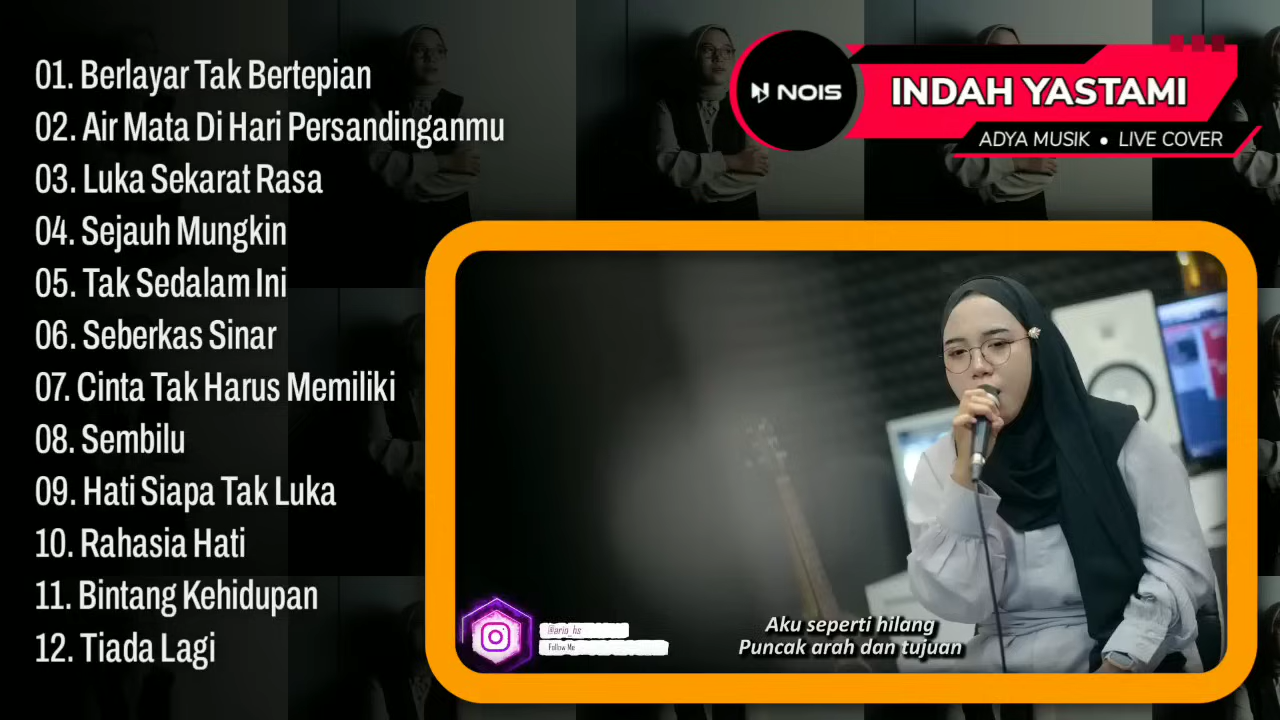 01. Berlayar Tak Bertepian
02. Air Mata Di Hari Persandinganmu
03. Luka Sekarat Rasa
04. Sejauh Mungkin
05. Tak Sedalam Ini
06. Seberkas Sinar
07. Cinta Tak Harus Memiliki
08. Sembilu
09. Hati Siapa Tak Luka
10. Rahasia Hati
11. Bintang Kehidupan
12. Tiada Lagi
NOIS
INDAH YASTAMI
ADYA MUSIK • LIVE COVER
@ario_hs
Follow Me
Aku seperti hilang
Puncak arah dan tujuan